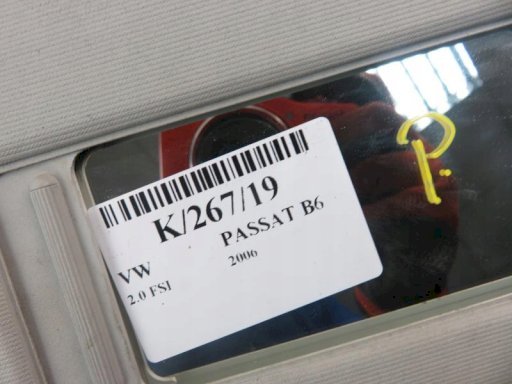 K/267/19
VW PASSAT B6
2.0 FSI 2006
P.